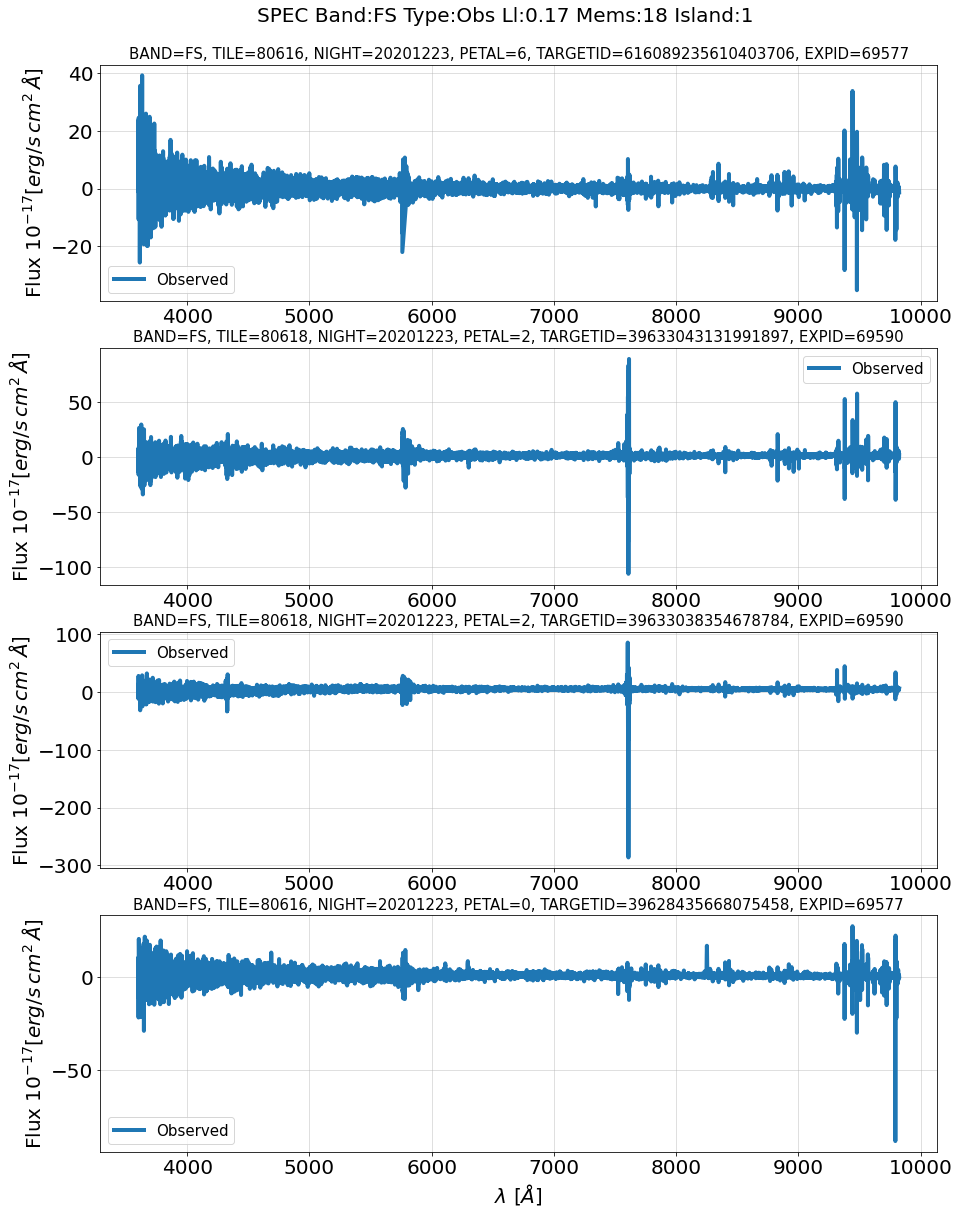 SPEC Band:FS Type:Obs Ll:0.17 Mems:18 Island:1
BAND=FS, TILE=80616, NIGHT=20201223, PETAL=6, TARGETID=616089235610403706, EXPID=69577
Flux 10⁻¹⁷[erg/s cm² Å]
40
20
0
−20
Observed
4000 5000 6000 7000 8000 9000 10000
BAND=FS, TILE=80618, NIGHT=20201223, PETAL=2, TARGETID=39633043131991897, EXPID=69590
Flux 10⁻¹⁷[erg/s cm² Å]
50
0
−50
−100
Observed
4000 5000 6000 7000 8000 9000 10000
BAND=FS, TILE=80618, NIGHT=20201223, PETAL=2, TARGETID=39633038354678784, EXPID=69590
Flux 10⁻¹⁷[erg/s cm² Å]
100
0
−100
−200
−300
Observed
4000 5000 6000 7000 8000 9000 10000
BAND=FS, TILE=80616, NIGHT=20201223, PETAL=0, TARGETID=39628435668075458, EXPID=69577
Flux 10⁻¹⁷[erg/s cm² Å]
0
−50
Observed
4000 5000 6000 7000 8000 9000 10000
λ [Å]